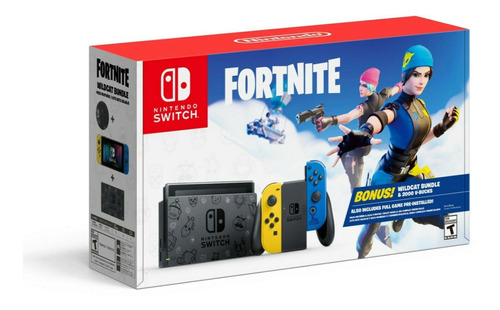 Nintendo
FORTNITE
WILDCAT BUNDLE
NINTENDO
SWITCH
FORTNITE
BONUS! WILDCAT BUNDLE
& 2000 V-BUCKS
ALSO INCLUDES FULL GAME PRE-INSTALLED!
NINTENDO
SWITCH
T
T